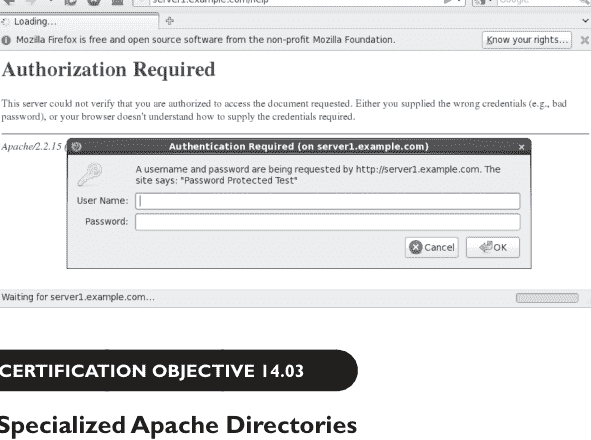 server1.example.com/help
Google
Loading...
Mozilla Firefox is free and open source software from the non-profit Mozilla Foundation.
Know your rights...
Authorization Required
This server could not verify that you are authorized to access the document requested. Either you supplied the wrong credentials (e.g., bad
password), or your browser doesn't understand how to supply the credentials required.
Apache/2.2.15 (
Authentication Required (on server1.example.com)
A username and password are being requested by http://server1.example.com. The
site says: "Password Protected Test"
User Name:
Password:
Cancel
OK
Waiting for server1.example.com...
CERTIFICATION OBJECTIVE 14.03
Specialized Apache Directories